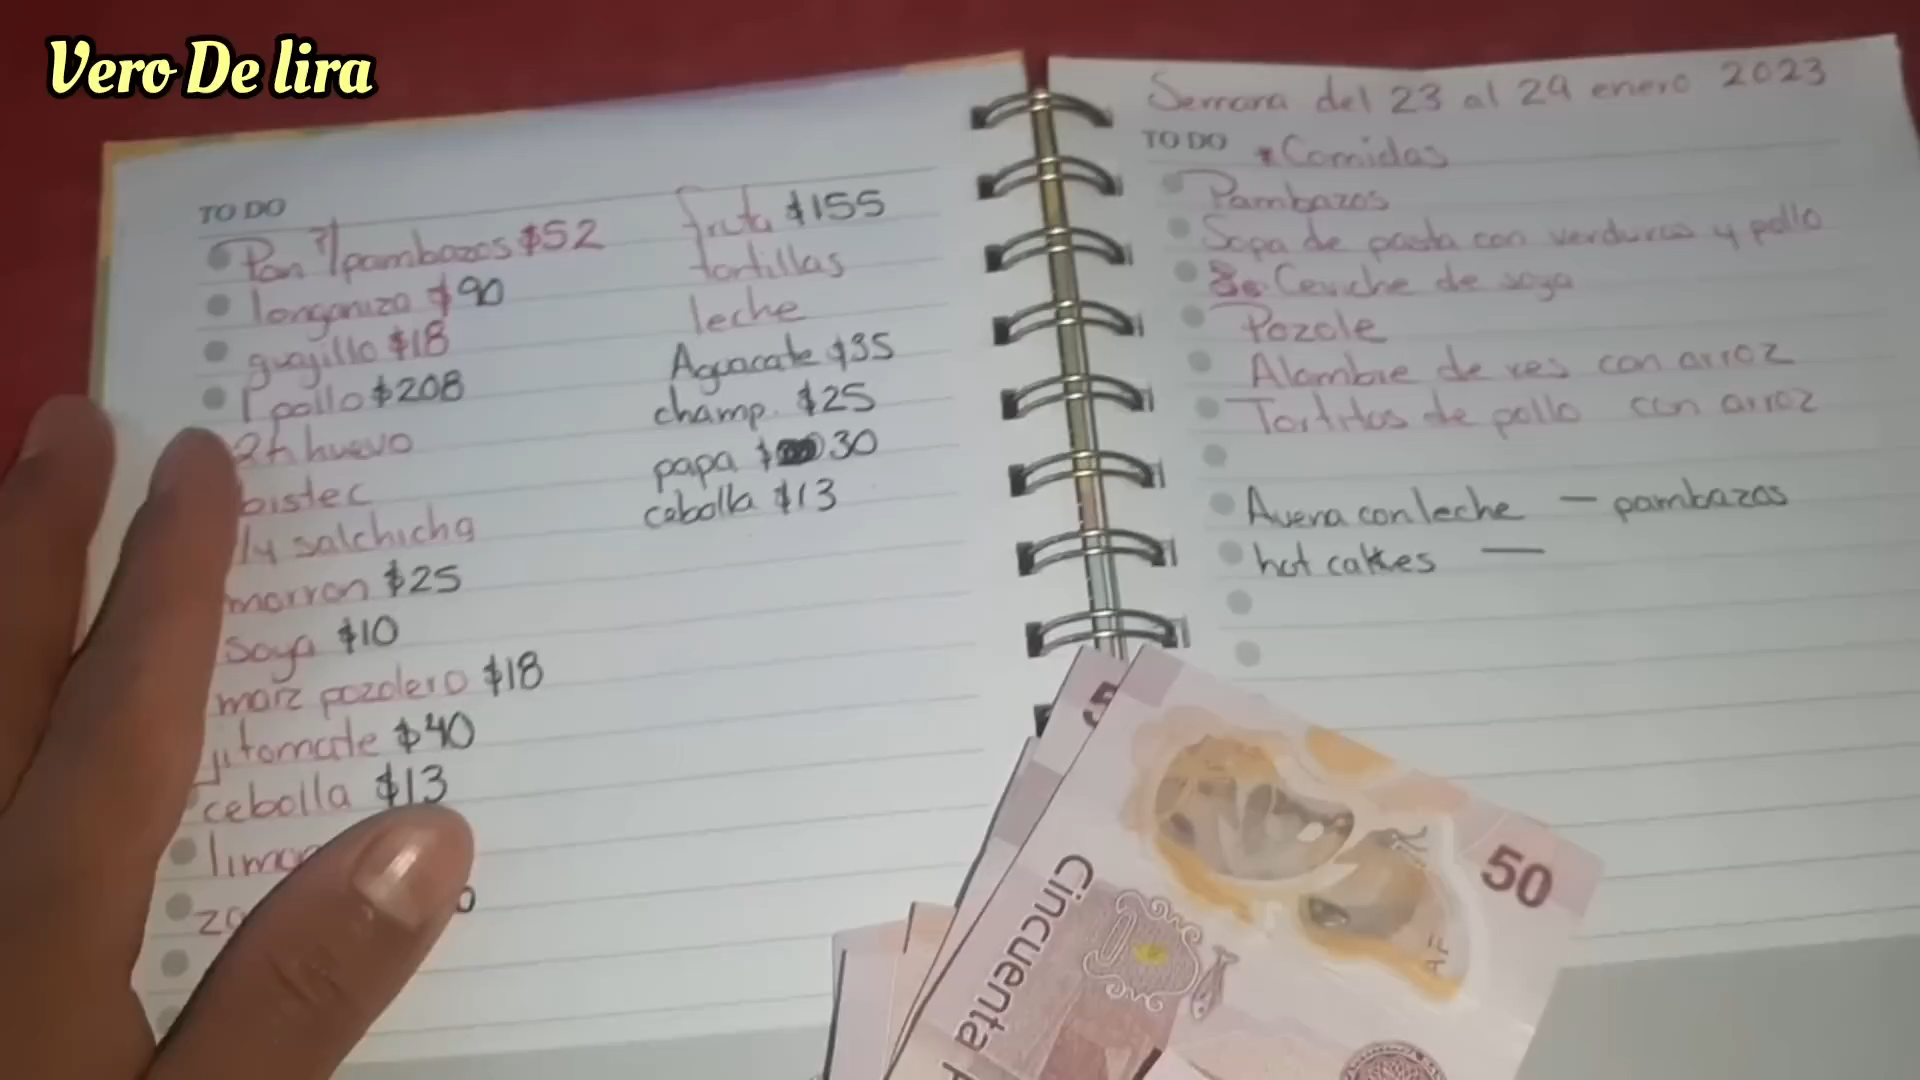 Vero De lira
TO DO
Pan p/pambazos $52
longaniza $90
guajillo $18
1 pollo $208
2k huevo
bistec
1/4 salchicha
morron $25
soya $10
maiz pozolero $18
jitomate $40
cebolla $13
limon
fruta $155
tortillas
leche
Aguacate $35
champ. $25
papa $30
cebolla $13
Semana del 23 al 29 enero 2023
TO DO *Comidas
Pambazos
Sopa de pasta con verduras y pollo
Ceviche de soya
Pozole
Alambre de res con arroz
Tortitas de pollo con arroz
Avena con leche — pambazos
hot cakes —
50
Cincuenta